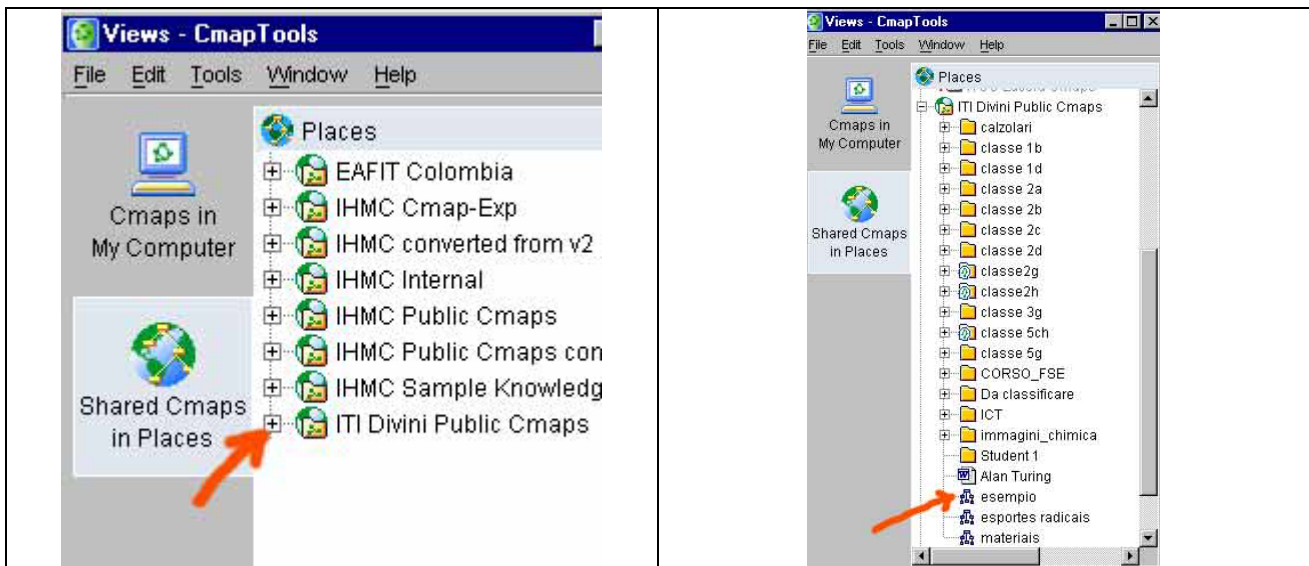 Views - CmapTools
File Edit Tools Window Help
Cmaps in
My Computer
Shared Cmaps
in Places
Places
EAFIT Colombia
IHMC Cmap-Exp
IHMC converted from v2
IHMC Internal
IHMC Public Cmaps
IHMC Public Cmaps con
IHMC Sample Knowledg
ITI Divini Public Cmaps
Views - CmapTools
File Edit Tools Window Help
Cmaps in
My Computer
Shared Cmaps
in Places
Places
ITI Divini Public Cmaps
calzolari
classe 1b
classe 1d
classe 2a
classe 2b
classe 2c
classe 2d
classe2g
classe2h
classe 3g
classe 5ch
classe 5g
CORSO_FSE
Da classificare
ICT
immagini_chimica
Student 1
Alan Turing
esempio
esportes radicais
materiais